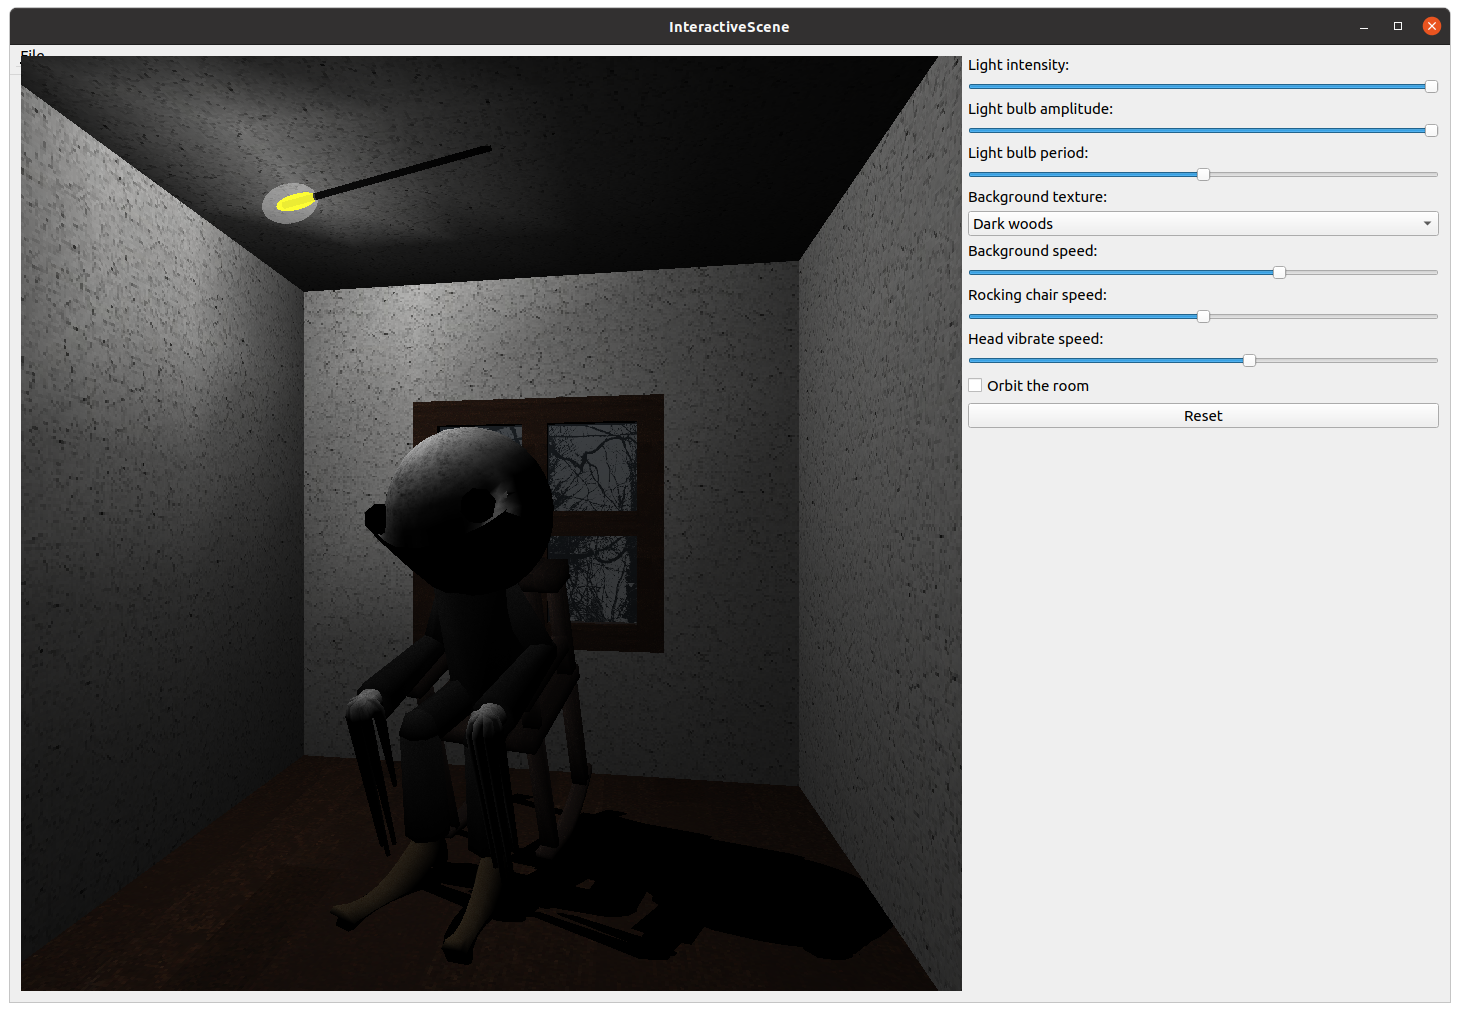 InteractiveScene
File
Light intensity:
Light bulb amplitude:
Light bulb period:
Background texture:
Dark woods
Background speed:
Rocking chair speed:
Head vibrate speed:
Orbit the room
Reset